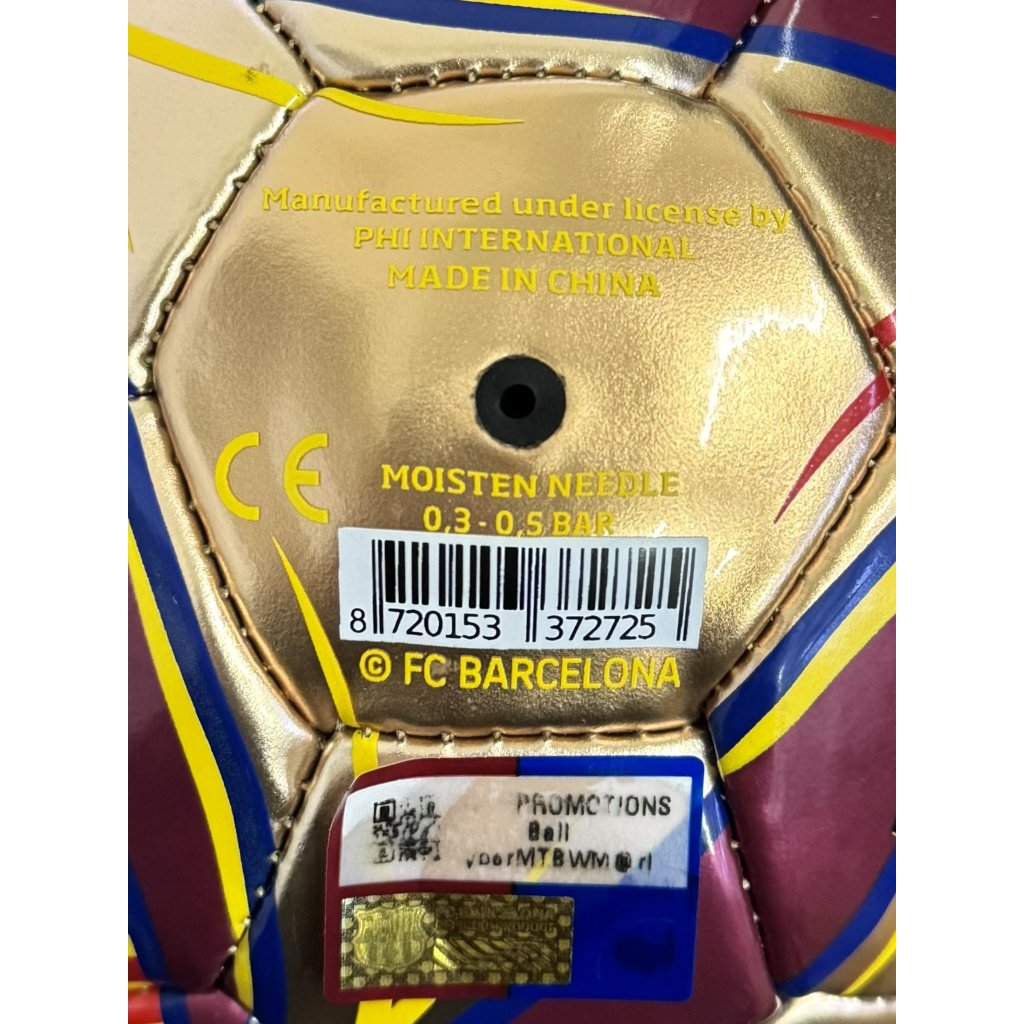 Manufactured under license by
PHI INTERNATIONAL
MADE IN CHINA
CE
MOISTEN NEEDLE
0,3 - 0,5 BAR
8 720153 372725
© FC BARCELONA
PROMOTIONS
Ball